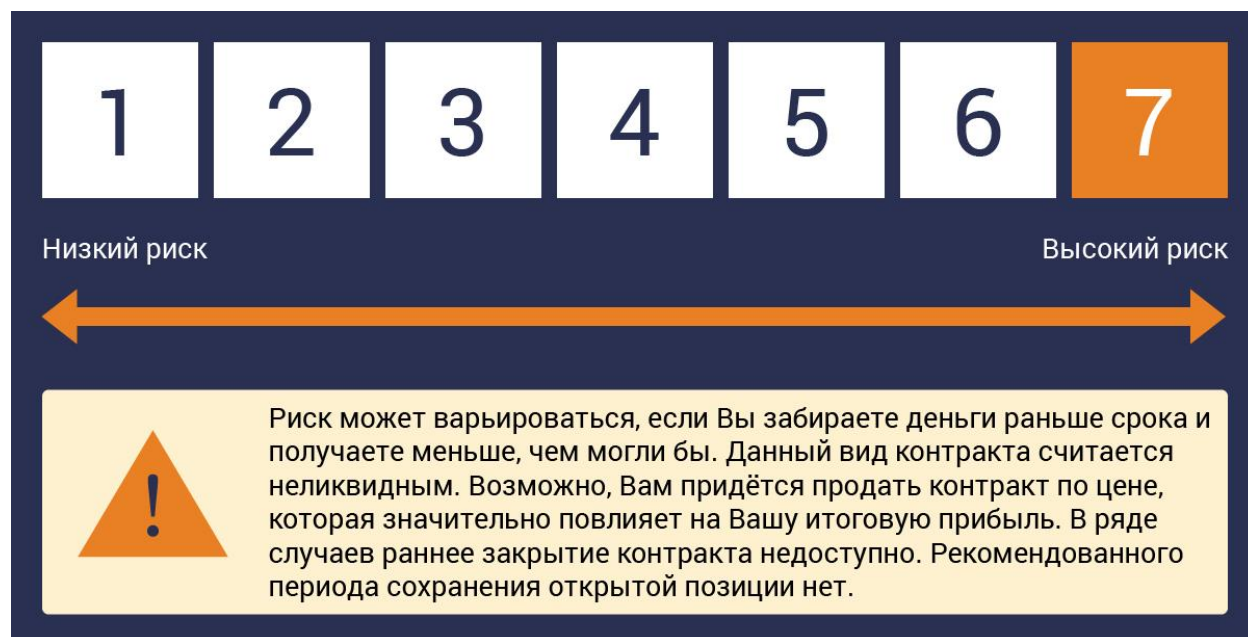 1 2 3 4 5 6 7
Низкий риск Высокий риск
!
Риск может варьироваться, если Вы забираете деньги раньше срока и
получаете меньше, чем могли бы. Данный вид контракта считается
неликвидным. Возможно, Вам придётся продать контракт по цене,
которая значительно повлияет на Вашу итоговую прибыль. В ряде
случаев раннее закрытие контракта недоступно. Рекомендованного
периода сохранения открытой позиции нет.